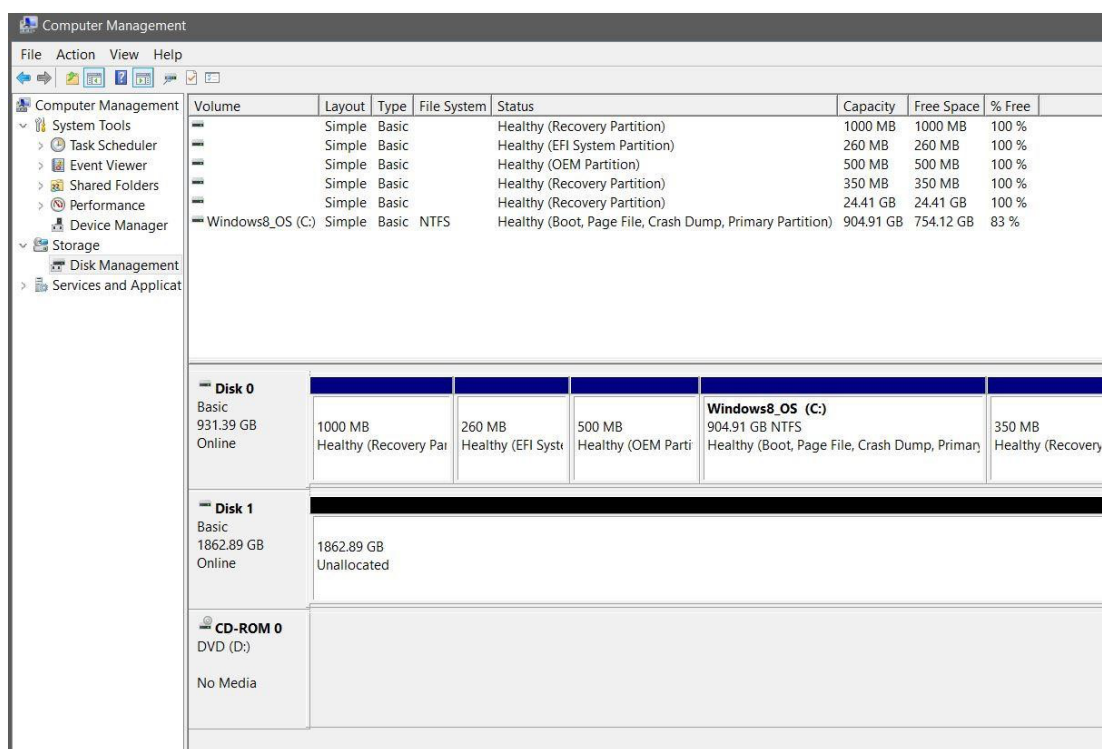 Computer Management
File Action View Help
Computer Management
System Tools
Task Scheduler
Event Viewer
Shared Folders
Performance
Device Manager
Storage
Disk Management
Services and Applicat
Volume Layout Type File System Status Capacity Free Space % Free
Simple Basic Healthy (Recovery Partition) 1000 MB 1000 MB 100 %
Simple Basic Healthy (EFI System Partition) 260 MB 260 MB 100 %
Simple Basic Healthy (OEM Partition) 500 MB 500 MB 100 %
Simple Basic Healthy (Recovery Partition) 350 MB 350 MB 100 %
Simple Basic Healthy (Recovery Partition) 24.41 GB 24.41 GB 100 %
Windows8_OS (C:) Simple Basic NTFS Healthy (Boot, Page File, Crash Dump, Primary Partition) 904.91 GB 754.12 GB 83 %
Disk 0
Basic
931.39 GB
Online
1000 MB
Healthy (Recovery Par
260 MB
Healthy (EFI Syste
500 MB
Healthy (OEM Parti
Windows8_OS (C:)
904.91 GB NTFS
Healthy (Boot, Page File, Crash Dump, Primary
350 MB
Healthy (Recovery
Disk 1
Basic
1862.89 GB
Online
1862.89 GB
Unallocated
CD-ROM 0
DVD (D:)
No Media